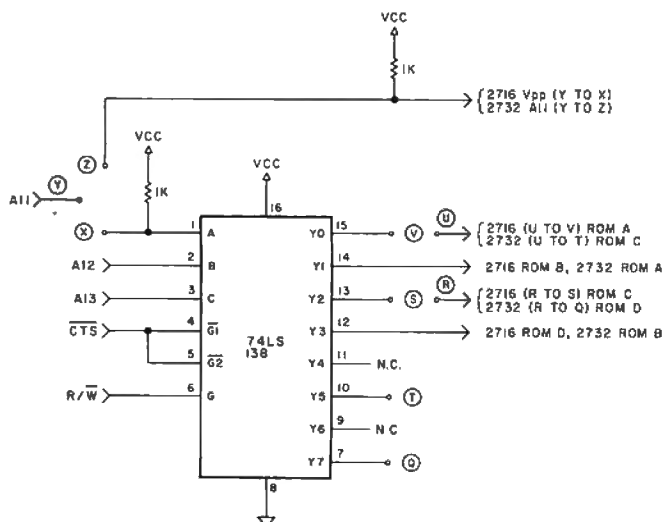 VCC
1K
{2716 Vpp (Y TO X)
{2732 A11 (Y TO Z)
Z
VCC
VCC
A11
Y
1K
16
X
1
A
Y0
15
V
U
{2716 (U TO V) ROM A
{2732 (U TO T) ROM C
A12
2
B
Y1
14
2716 ROM B, 2732 ROM A
A13
3
C
Y2
13
S
R
{2716 (R TO S) ROM C
{2732 (R TO Q) ROM D
CTS
4
G1
Y3
12
2716 ROM D, 2732 ROM B
74LS
138
5
G2
Y4
11
N.C.
R/W
6
G
Y5
10
T
Y6
9
N C
Y7
7
Q
8